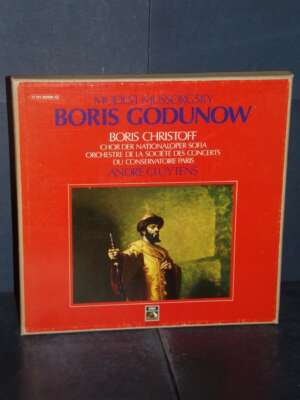 MODEST MUSSORGSKY
BORIS GODUNOW
BORIS CHRISTOFF
CHOR DER NATIONALOPER SOFIA
ORCHESTRE DE LA SOCIÉTÉ DES CONCERTS
DU CONSERVATOIRE PARIS
ANDRÉ CLUYTENS